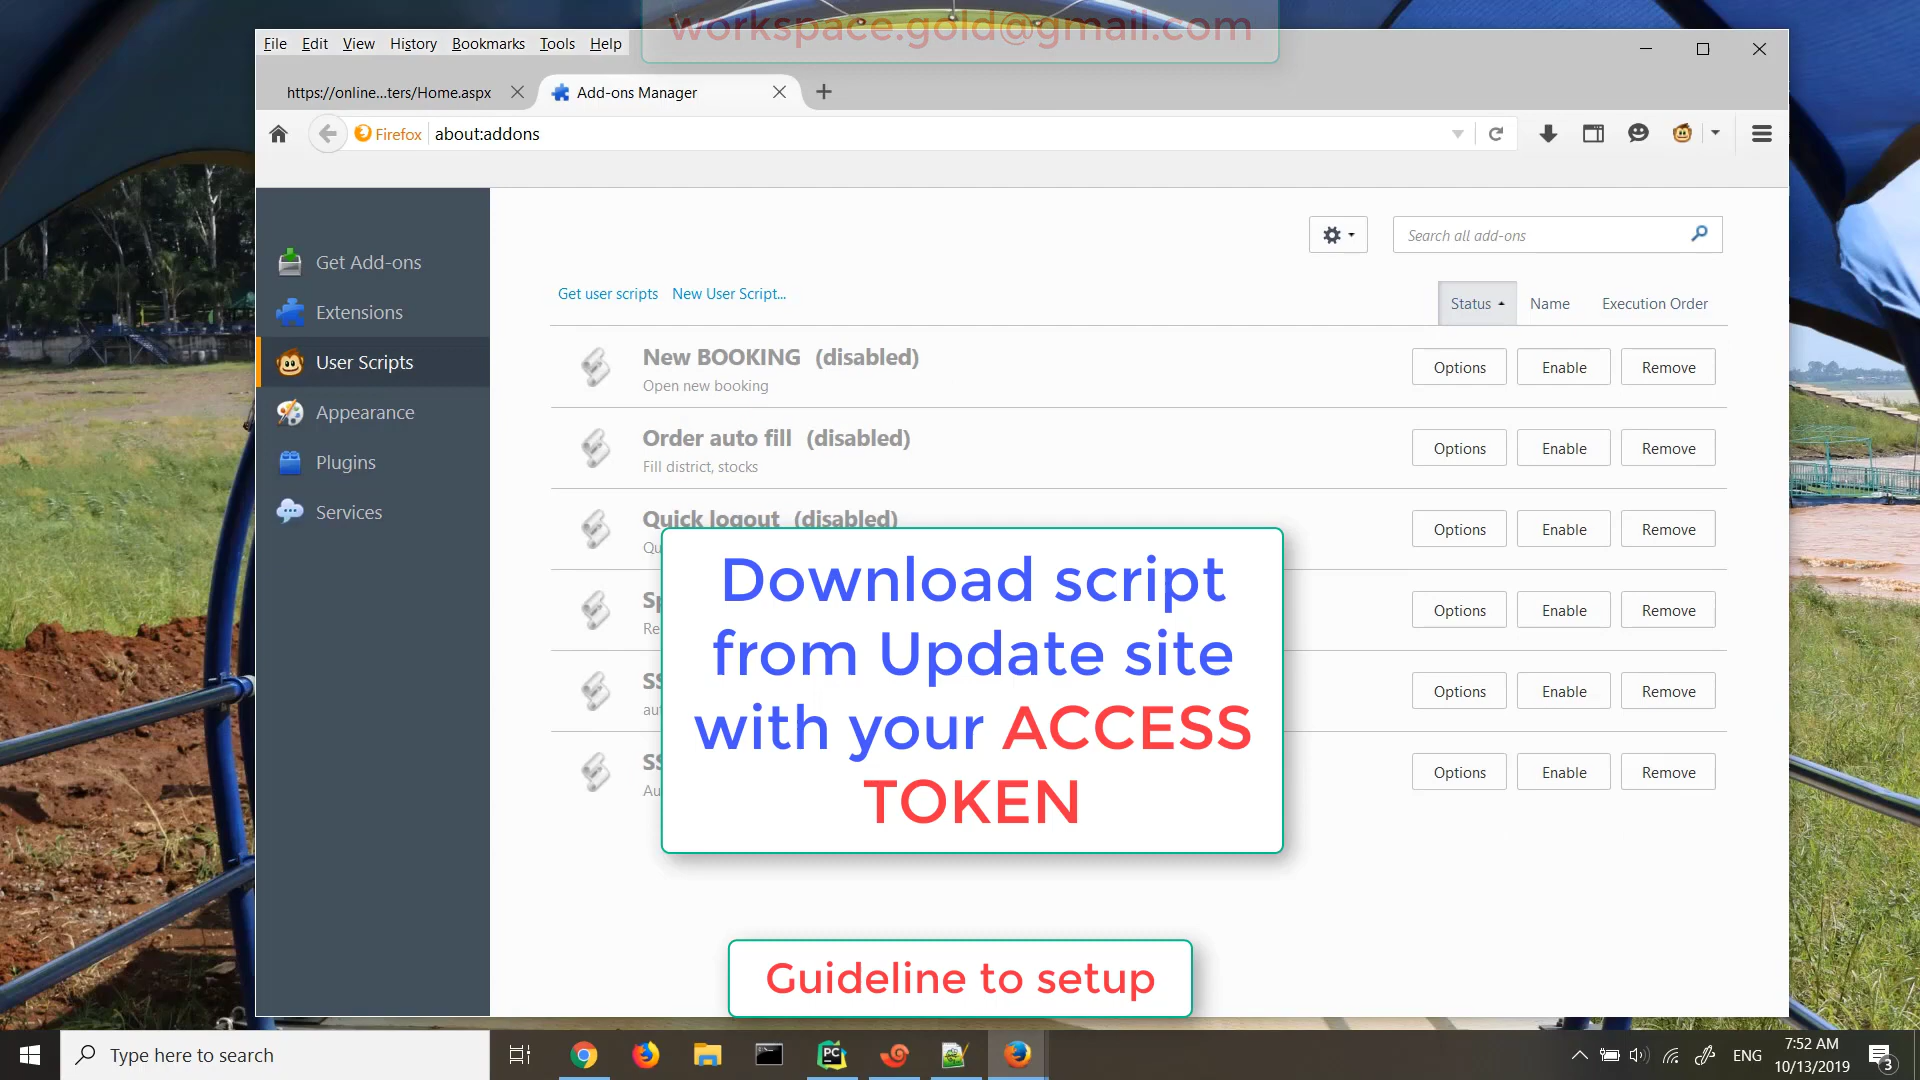 workspace.gold@gmail.com
File Edit View History Bookmarks Tools Help
https://online...ters/Home.aspx
Add-ons Manager
Firefox
about:addons
Get Add-ons
Extensions
User Scripts
Appearance
Plugins
Services
Search all add-ons
Get user scripts
New User Script...
Status
Name
Execution Order
New BOOKING (disabled)
Open new booking
Options Enable Remove
Order auto fill (disabled)
Fill district, stocks
Options Enable Remove
Quick logout (disabled)
Options Enable Remove
Options Enable Remove
Options Enable Remove
Options Enable Remove
Download script
from Update site
with your ACCESS
TOKEN
Guideline to setup
Type here to search
ENG
7:52 AM
10/13/2019
3